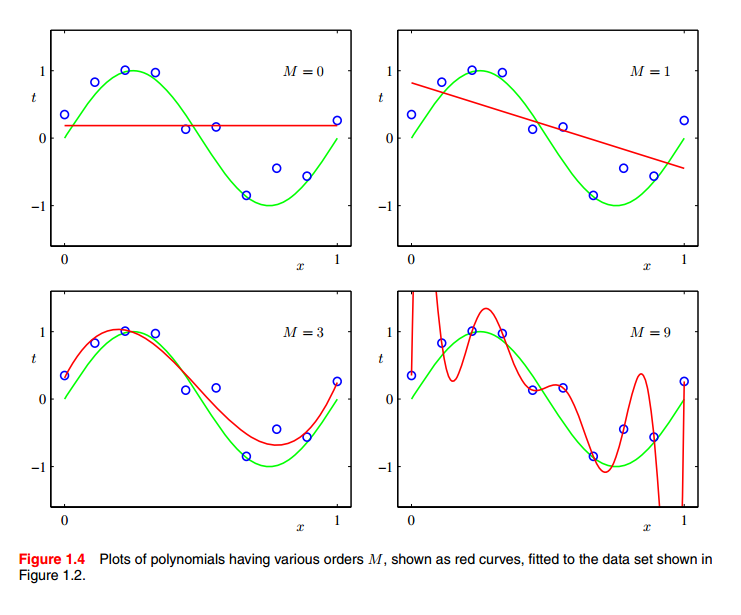 M = 0
1
t
0
−1
0
x
1
M = 1
1
t
0
−1
0
x
1
M = 3
1
t
0
−1
0
x
1
M = 9
1
t
0
−1
0
x
1
Figure 1.4 Plots of polynomials having various orders M, shown as red curves, fitted to the data set shown in
Figure 1.2.